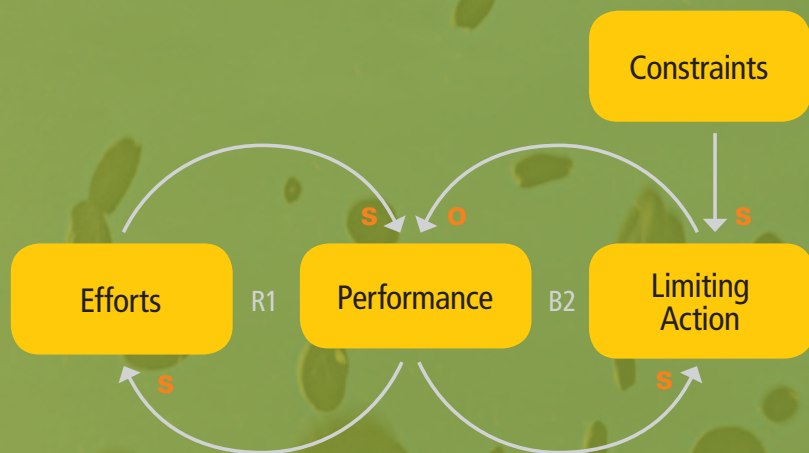 Constraints
s
o
s
Efforts
R1
Performance
B2
Limiting
Action
s
s